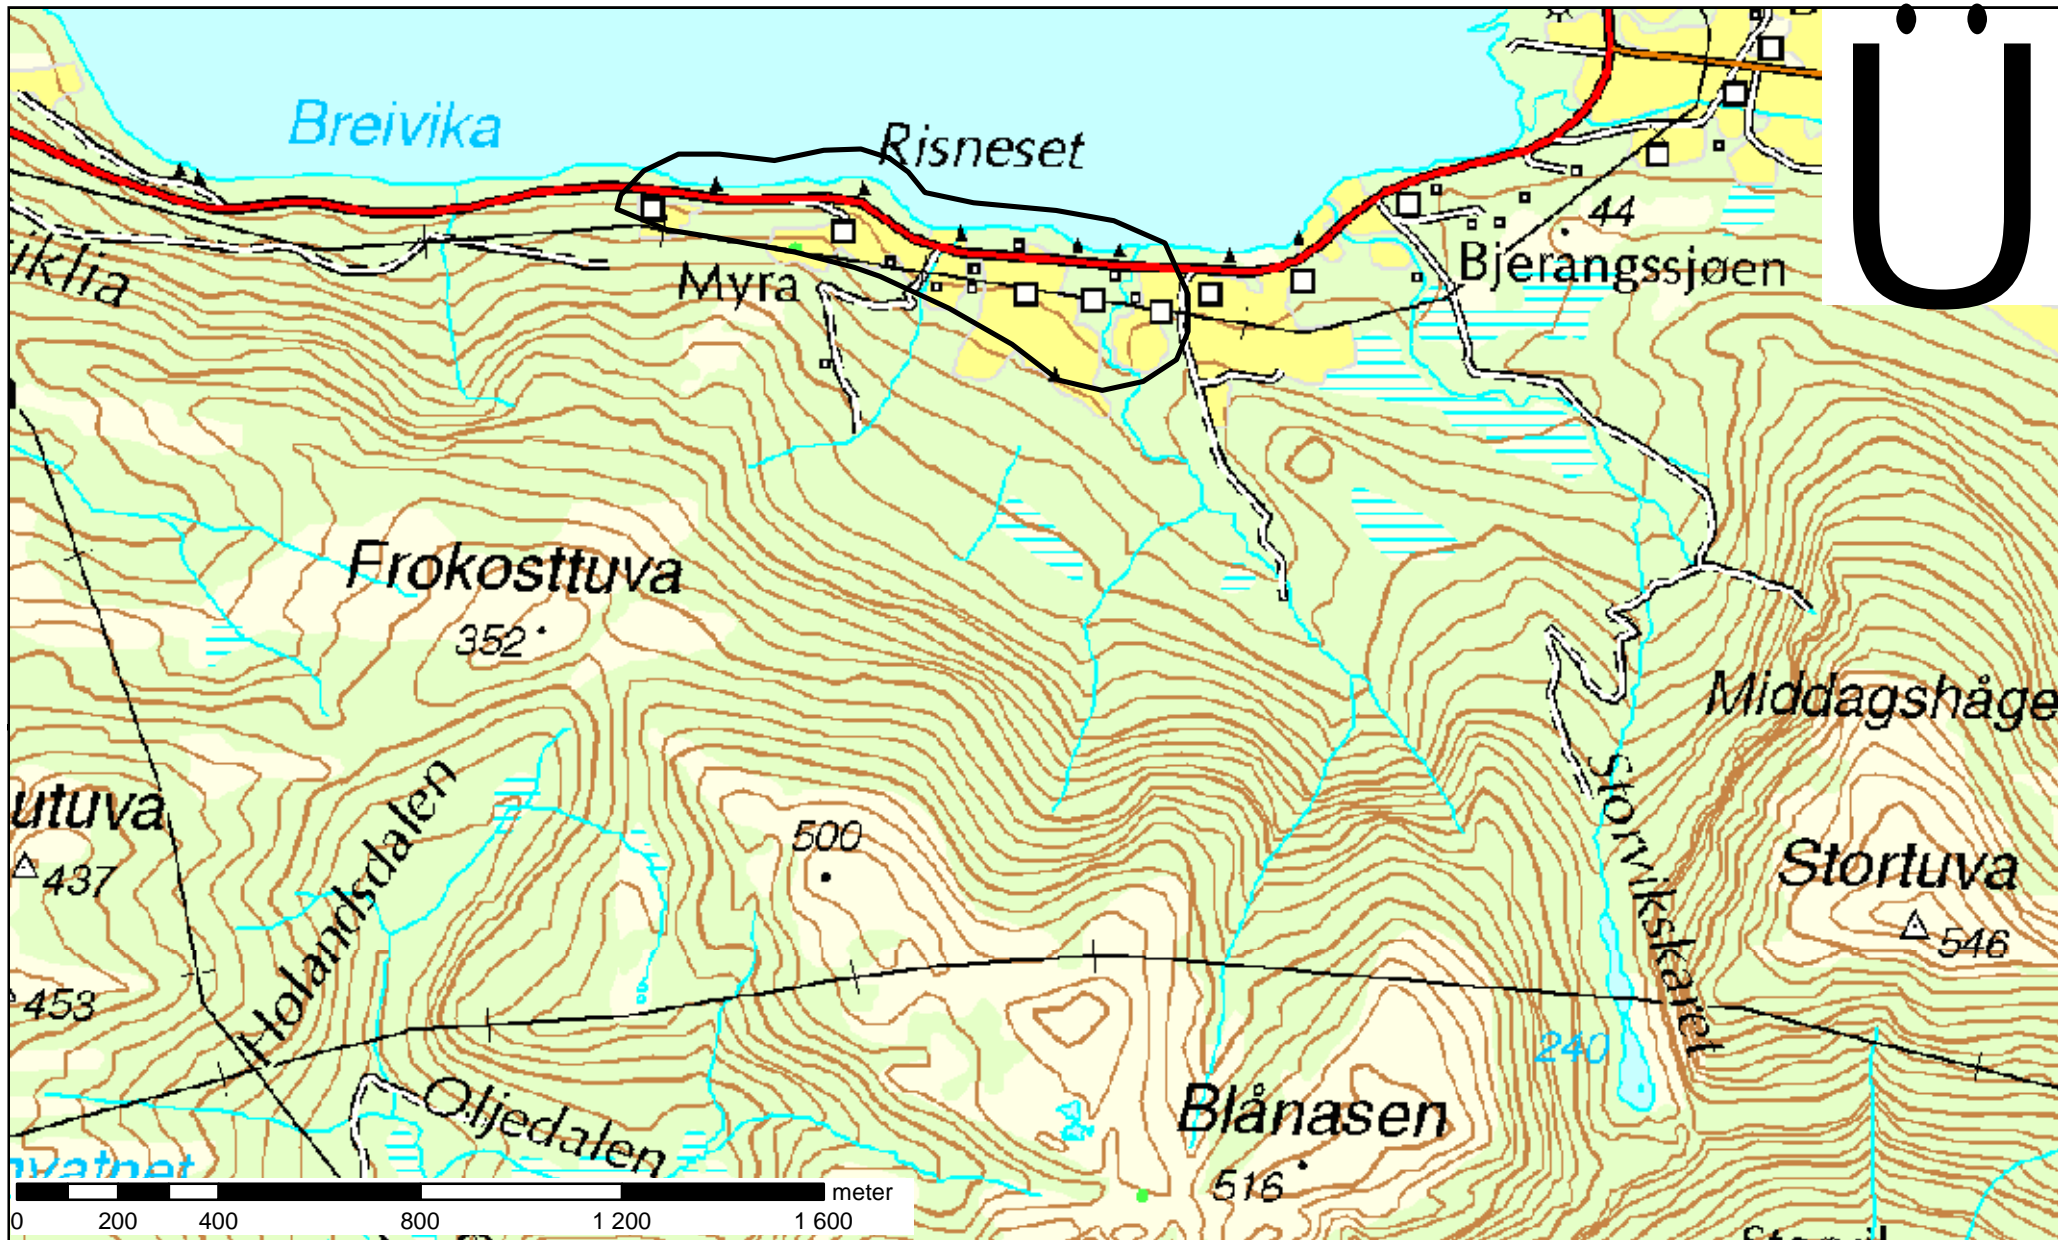 Ü
Breivika
Risneset
44
Bjerangssjøen
iklia
Myra
Frokosttuva
352
Middagshåge
utuva
437
Holandsdalen
500
Storvikskaret
Stortuva
546
453
240
Oljedalen
Blånasen
516
meter
0 200 400 800 1 200 1 600